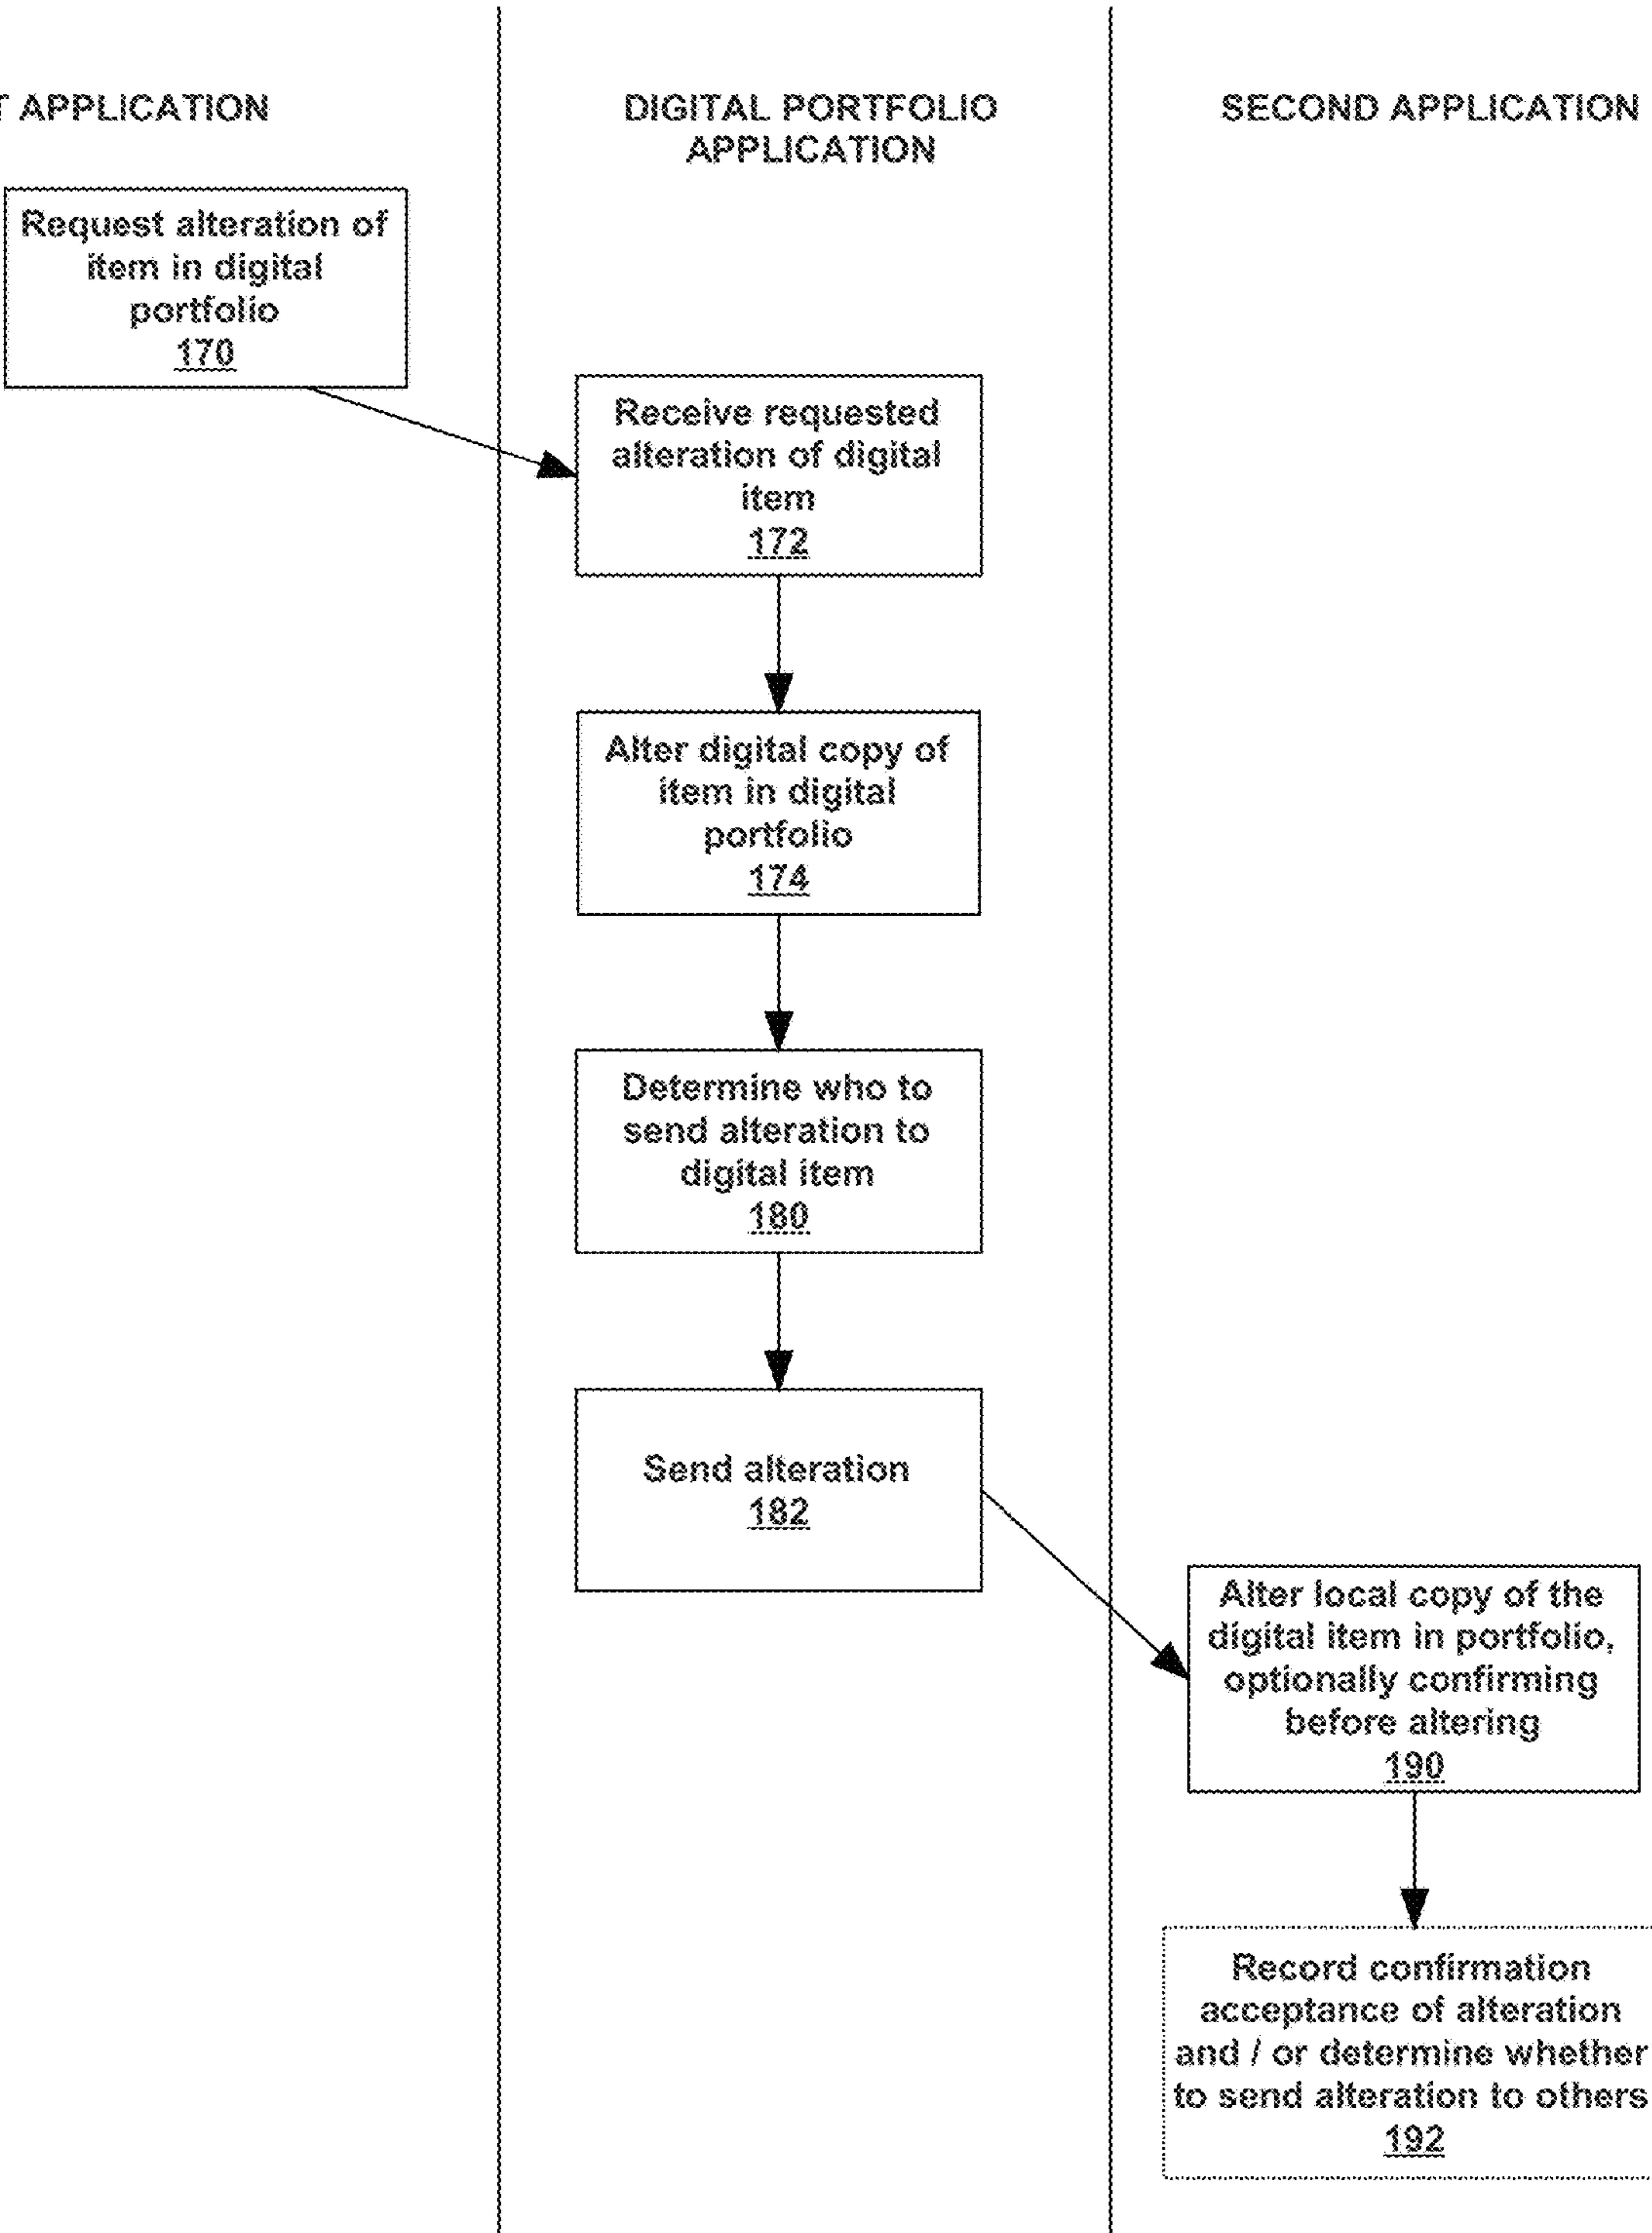 APPLICATION
DIGITAL PORTFOLIO
APPLICATION
SECOND APPLICATION
Request alteration of
item in digital
portfolio
170
Receive requested
alteration of digital
item
172
Alter digital copy of
item in digital
portfolio
174
Determine who to
send alteration to
digital item
180
Send alteration
182
Alter local copy of the
digital item in portfolio,
optionally confirming
before altering
190
Record confirmation
acceptance of alteration
and / or determine whether
to send alteration to others
192